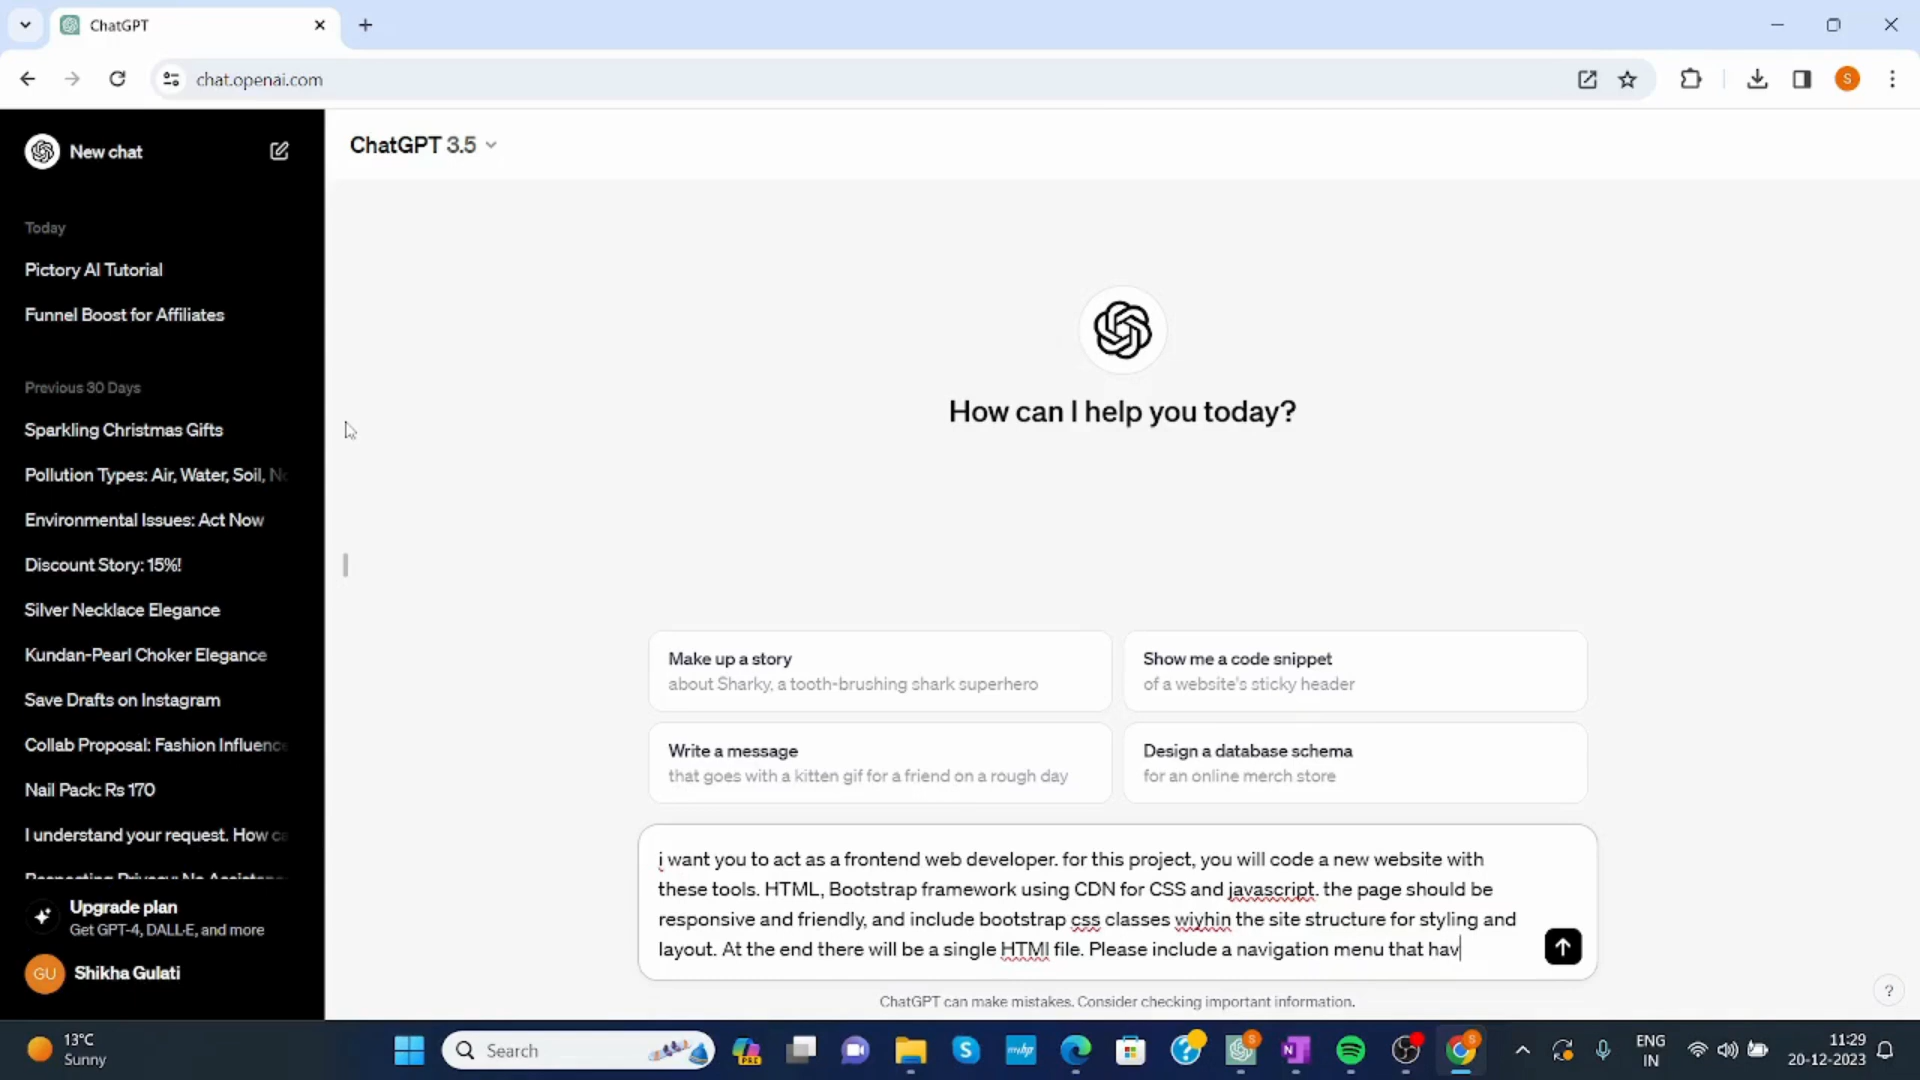 ChatGPT
chat.openai.com
S
New chat
Today
Pictory AI Tutorial
Funnel Boost for Affiliates
Previous 30 Days
Sparkling Christmas Gifts
Pollution Types: Air, Water, Soil, No
Environmental Issues: Act Now
Discount Story: 15%!
Silver Necklace Elegance
Kundan-Pearl Choker Elegance
Save Drafts on Instagram
Collab Proposal: Fashion Influence
Nail Pack: Rs 170
I understand your request. How ca
Respecting Privacy: No Assistan
Upgrade plan
Get GPT-4, DALL·E, and more
GU
Shikha Gulati
ChatGPT 3.5
How can I help you today?
Make up a story
about Sharky, a tooth-brushing shark superhero
Show me a code snippet
of a website's sticky header
Write a message
that goes with a kitten gif for a friend on a rough day
Design a database schema
for an online merch store
i want you to act as a frontend web developer. for this project, you will code a new website with
these tools. HTML, Bootstrap framework using CDN for CSS and javascript. the page should be
responsive and friendly, and include bootstrap css classes wiyhin the site structure for styling and
layout. At the end there will be a single HTMl file. Please include a navigation menu that hav
ChatGPT can make mistakes. Consider checking important information.
?
13°C
Sunny
Search
PRE
S
myhp
N
ENG
IN
11:29
20-12-2023